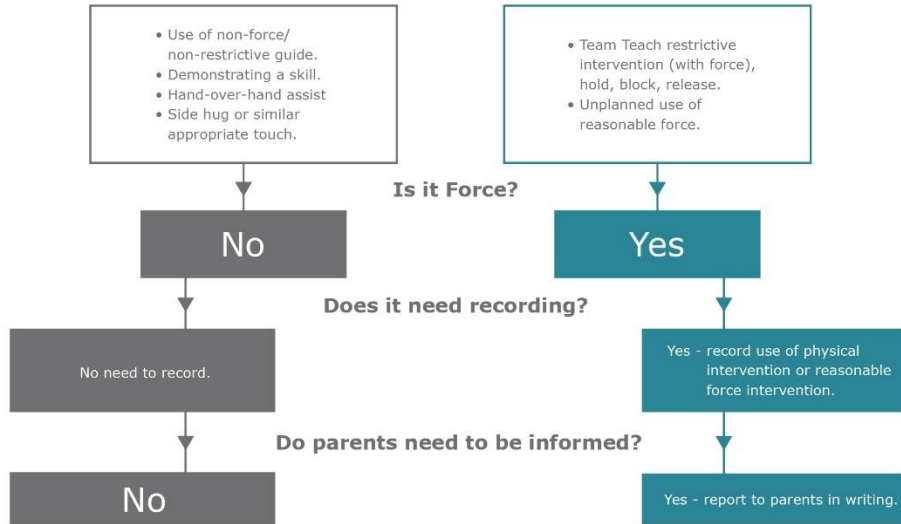 • Use of non-force/
non-restrictive guide.
• Demonstrating a skill.
• Hand-over-hand assist
• Side hug or similar
appropriate touch.
• Team Teach restrictive
intervention (with force),
hold, block, release.
• Unplanned use of
reasonable force.
Is it Force?
No
Yes
Does it need recording?
No need to record.
Yes - record use of physical
intervention or reasonable
force intervention.
Do parents need to be informed?
No
Yes - report to parents in writing.